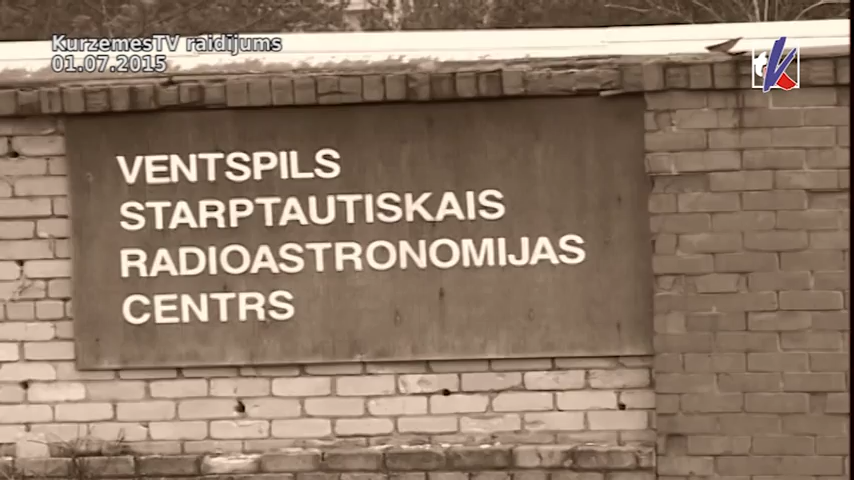 KurzemesTV raidījums
01.07.2015
VENTSPILS
STARPTAUTISKAIS
RADIOASTRONOMIJAS
CENTRS